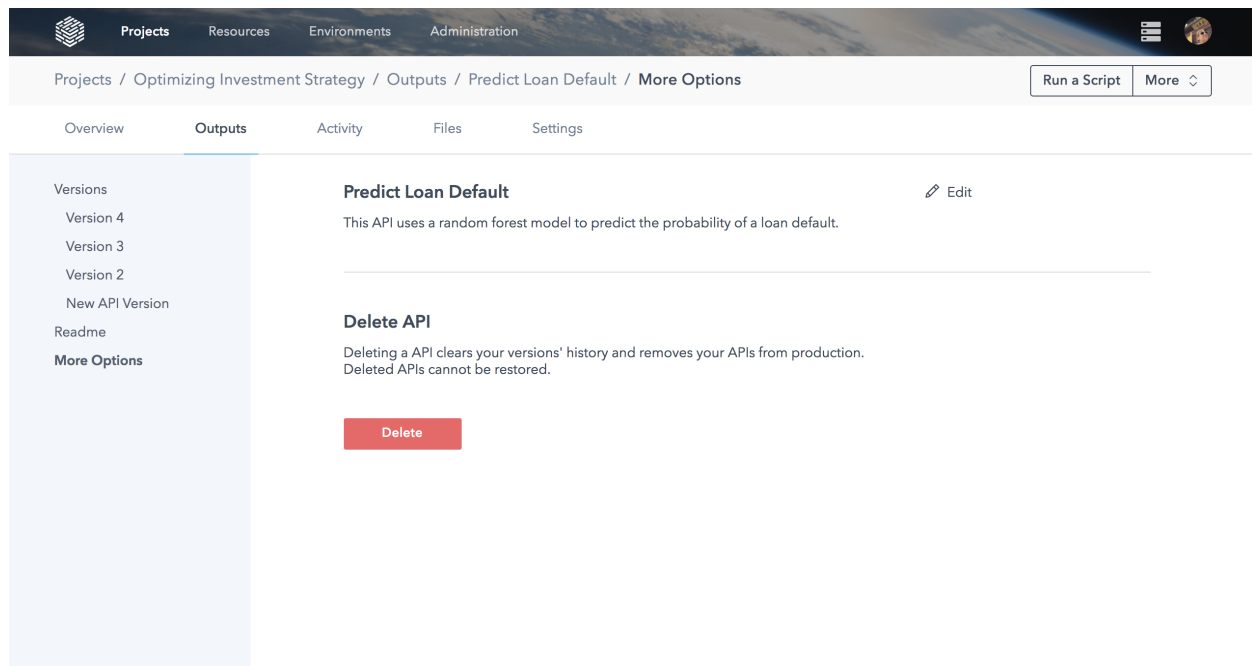 Projects Resources Environments Administration
Projects / Optimizing Investment Strategy / Outputs / Predict Loan Default / More Options
Run a Script More
Overview Outputs Activity Files Settings
Versions
Version 4
Version 3
Version 2
New API Version
Readme
More Options
Predict Loan Default
Edit
This API uses a random forest model to predict the probability of a loan default.
Delete API
Deleting a API clears your versions' history and removes your APIs from production.
Deleted APIs cannot be restored.
Delete